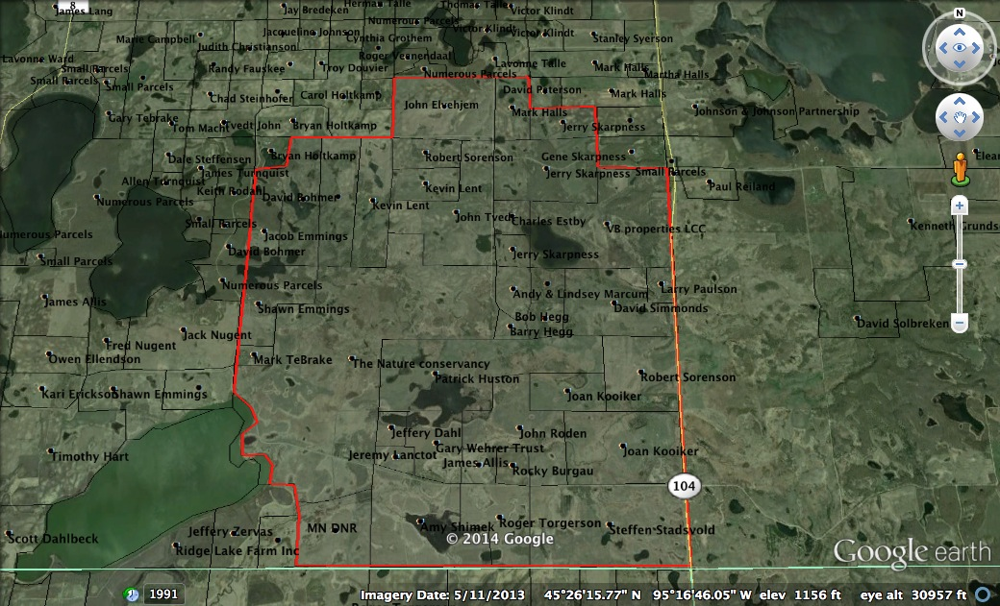 8
James Lang
Jay Bredeken
Herman Talle
Thomas Talle
Victor Klindt
Numerous Parcels
Victor Klindt
Victor Klindt
Marie Campbell
Jacqueline Johnson
Judith Christianson
Cynthia Grothem
Stanley Syerson
Roger Veenendaal
Lavonne Ward
Small Parcels
Randy Fauskee
Troy Douvier
Lavonne Talle
Mark Halls
Martha Halls
Numerous Parcels
Small Parcels
Small Parcels
Chad Steinhofer
Carol Holtkamp
David Peterson
Mark Halls
John Elvehjem
Mark Halls
Johnson & Johnson Partnership
Gary Tebrake
Tom Macht
Tvedt John
Bryan Holtkamp
Jerry Skarpness
Dale Steffensen
Bryan Holtkamp
Robert Sorenson
Gene Skarpness
James Turnquist
Jerry Skarpness
Small Parcels
Allen Turnquist
Keith Rodahl
Kevin Lent
Paul Reiland
Numerous Parcels
David Bohmer
Kevin Lent
Small Parcels
John Tvedt
Charles Estby
VB properties LCC
Kenneth Grunds
umerous Parcels
Jacob Emmings
David Bohmer
Small Parcels
Jerry Skarpness
Numerous Parcels
Andy & Lindsey Marcum
Larry Paulson
James Allis
Shawn Emmings
David Simmonds
Bob Hegg
David Solbreken
Jack Nugent
Barry Hegg
Fred Nugent
Owen Ellendson
Mark TeBrake
The Nature conservancy
Patrick Huston
Robert Sorenson
Kari Erickson
Shawn Emmings
Joan Kooiker
Jeffery Dahl
John Roden
Timothy Hart
Jeremy Lanctot
Gary Wehrer Trust
Joan Kooiker
James Allis
Rocky Burgau
104
Scott Dahlbeck
Jeffery Zervas
MN DNR
Amy Shimek
Roger Torgerson
Steffen Stadsvold
© 2014 Google
Ridge Lake Farm Inc
Google earth
N
1991
Imagery Date: 5/11/2013 45°26'15.77" N 95°16'46.05" W elev 1156 ft eye alt 30957 ft